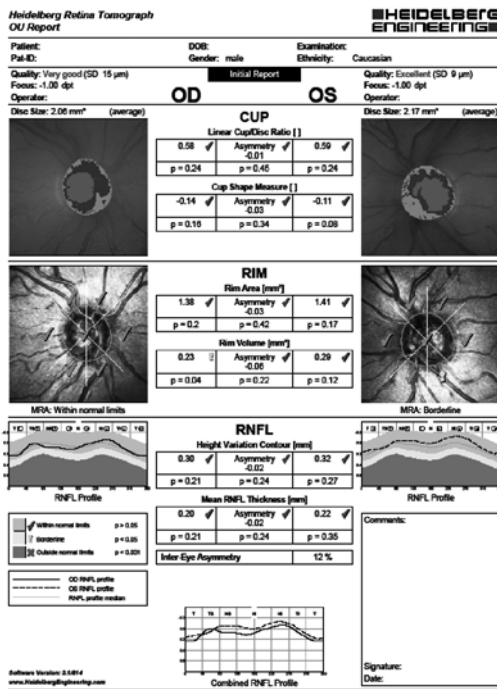 Heidelberg Retina Tomograph
OU Report
HEIDELBERG
ENGINEERING
Patient: DOB: Examination:
Pat-ID: Gender: male Ethnicity: Caucasian
Quality: Very good (SD 15 µm)
Focus: -1.00 dpt
Operator:
Initial Report
OD OS
Quality: Excellent (SD 9 µm)
Focus: -1.00 dpt
Operator:
Disc Size: 2.06 mm² (average)
Disc Size: 2.17 mm² (average)
CUP
Linear Cup/Disc Ratio [ ]
0.58 Asymmetry 0.59
-0.01
p = 0.24 p = 0.45 p = 0.24
Cup Shape Measure [ ]
-0.14 Asymmetry -0.11
-0.03
p = 0.16 p = 0.34 p = 0.08
RIM
Rim Area [mm²]
1.38 Asymmetry 1.41
-0.03
p = 0.2 p = 0.42 p = 0.17
Rim Volume [mm³]
0.23 Asymmetry 0.29
-0.06
p = 0.04 p = 0.22 p = 0.12
MRA: Within normal limits
MRA: Borderline
RNFL
Height Variation Contour [mm]
0.30 Asymmetry 0.32
-0.02
p = 0.21 p = 0.24 p = 0.27
Mean RNFL Thickness [mm]
0.20 Asymmetry 0.22
-0.02
p = 0.21 p = 0.24 p = 0.35
Inter-Eye Asymmetry 12 %
RNFL Profile
RNFL Profile
Within normal limits p > 0.05
Borderline p < 0.05
Outside normal limits p < 0.001
OD RNFL profile
OS RNFL profile
RNFL profile median
Comments:
Combined RNFL Profile
Signature:
Date:
Software Version: 3.1/814
www.HeidelbergEngineering.com